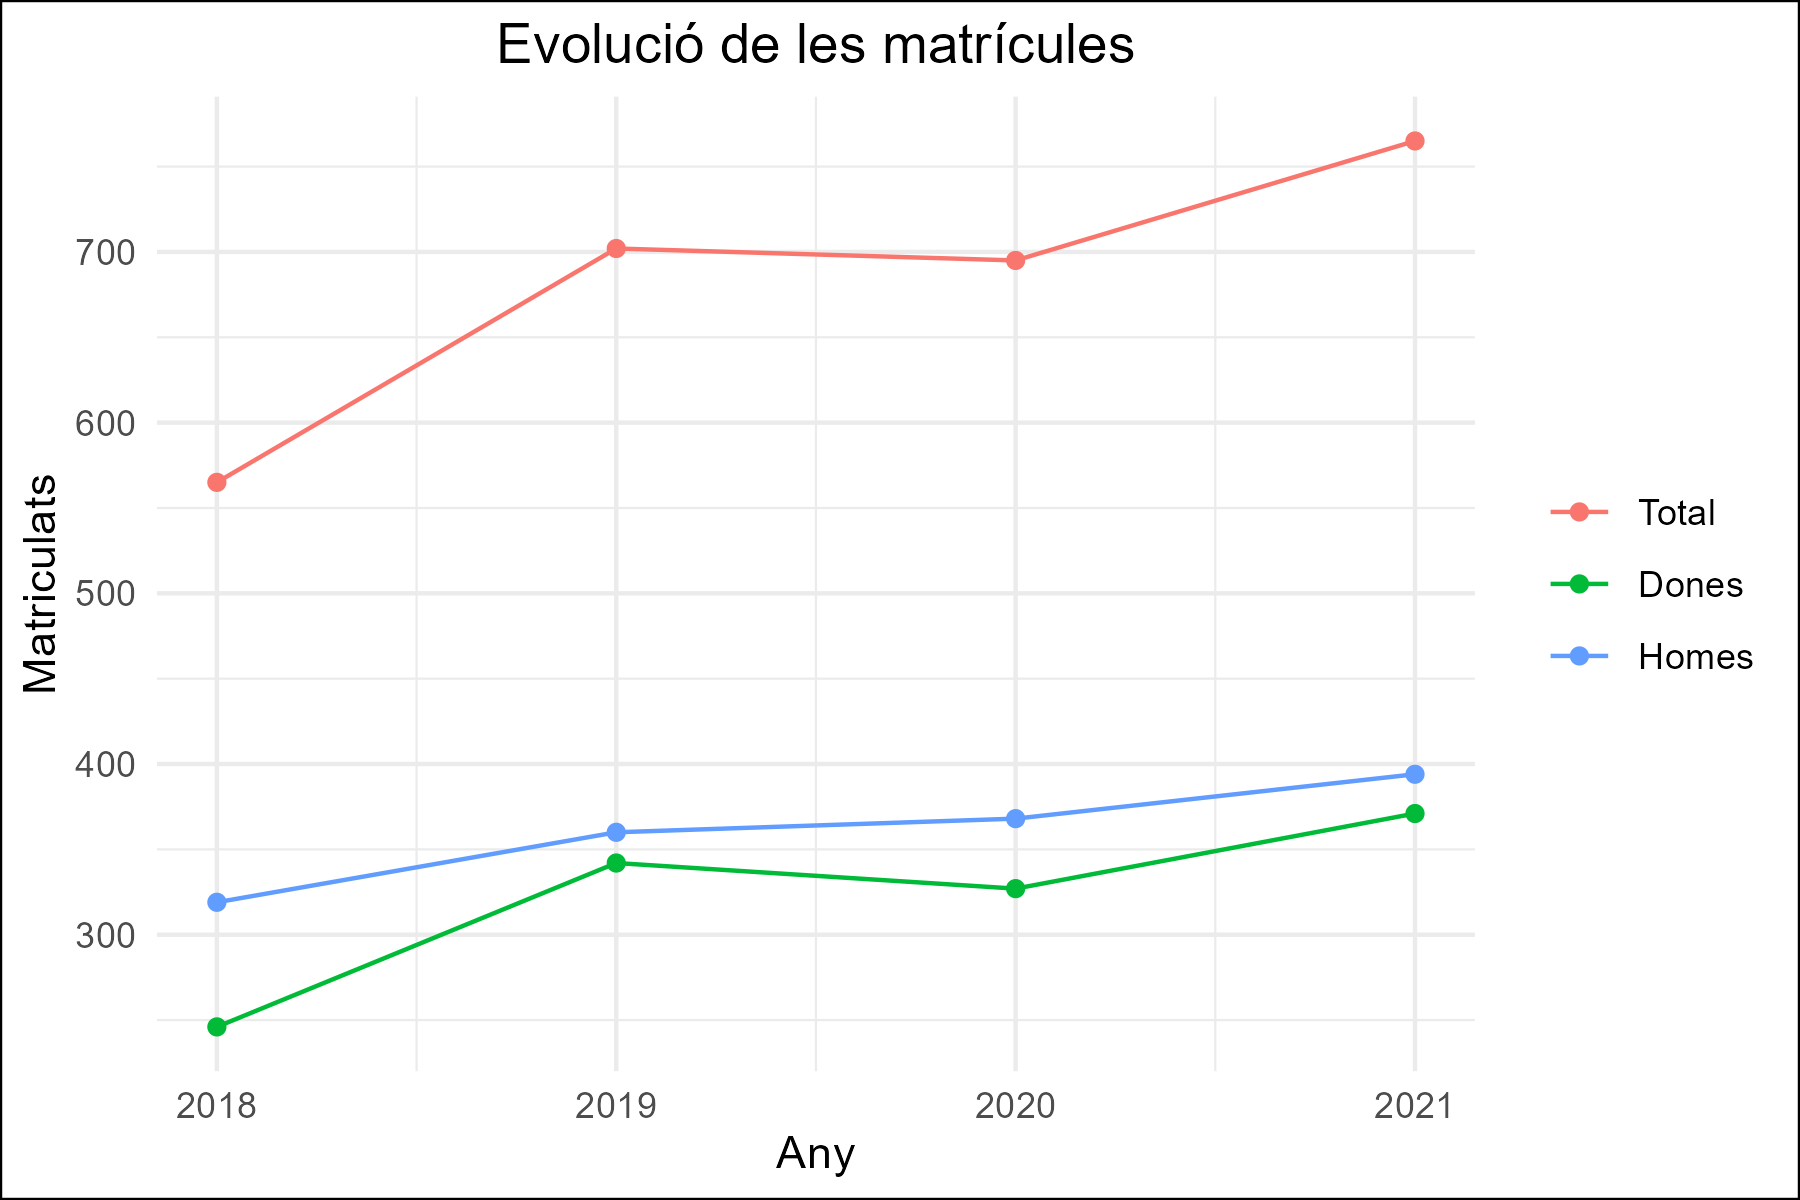 Evolució de les matrícules
Matriculats
700
600
500
400
300
2018 2019 2020 2021
Any
Total
Dones
Homes